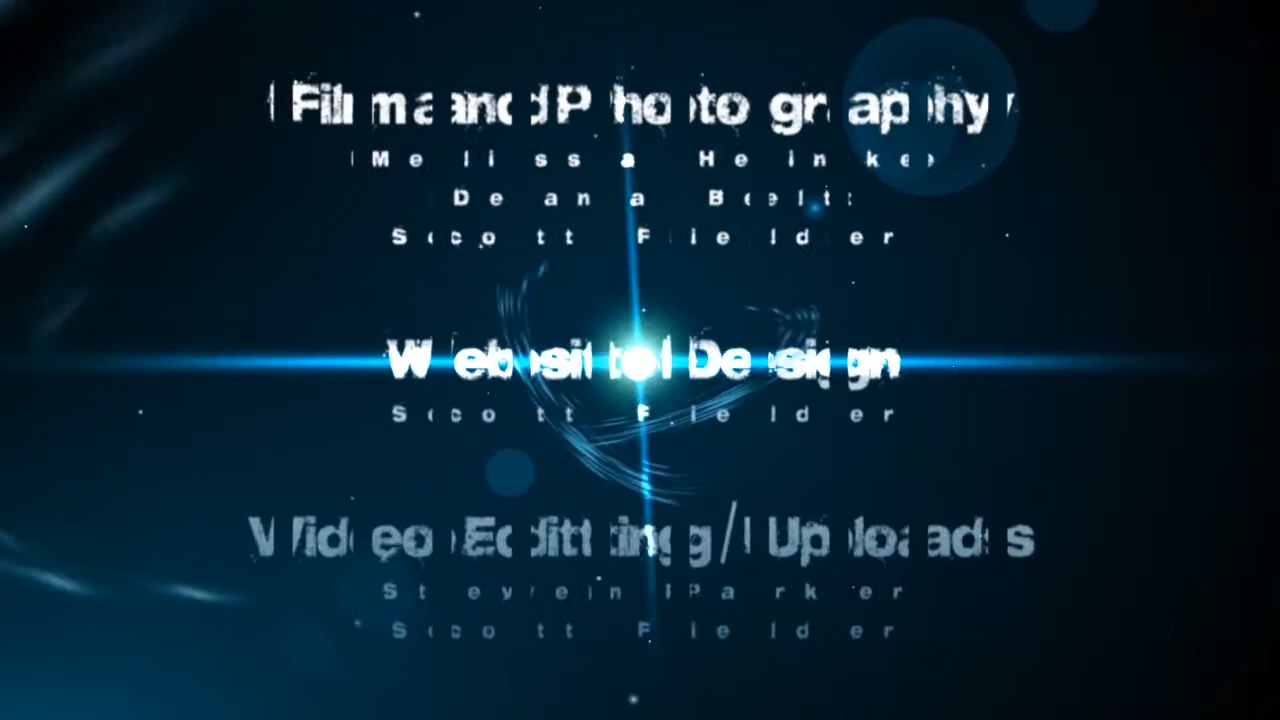 Film and Photography
Melissa Heinke
Deana Belt
Scott Fielder
Website Design
Scott Fielder
Video Editing/Uploads
Steven Parker
Scott Fielder